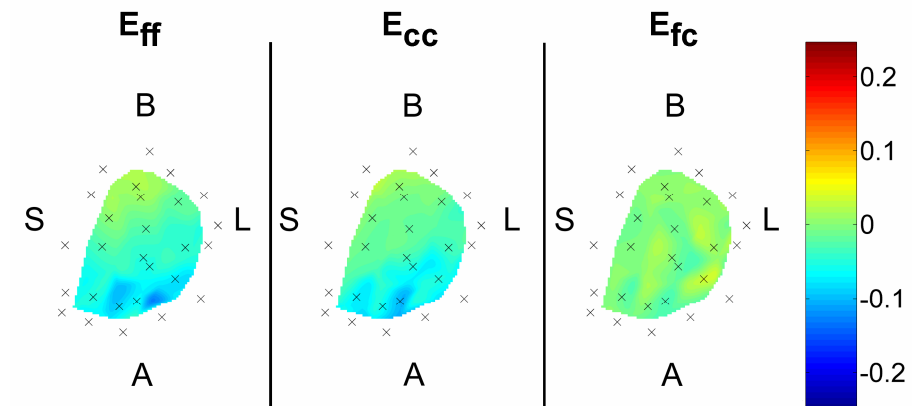 Eff Ecc Efc
B B B
0.2
0.1
S L S L S L 0
-0.1
A A A -0.2